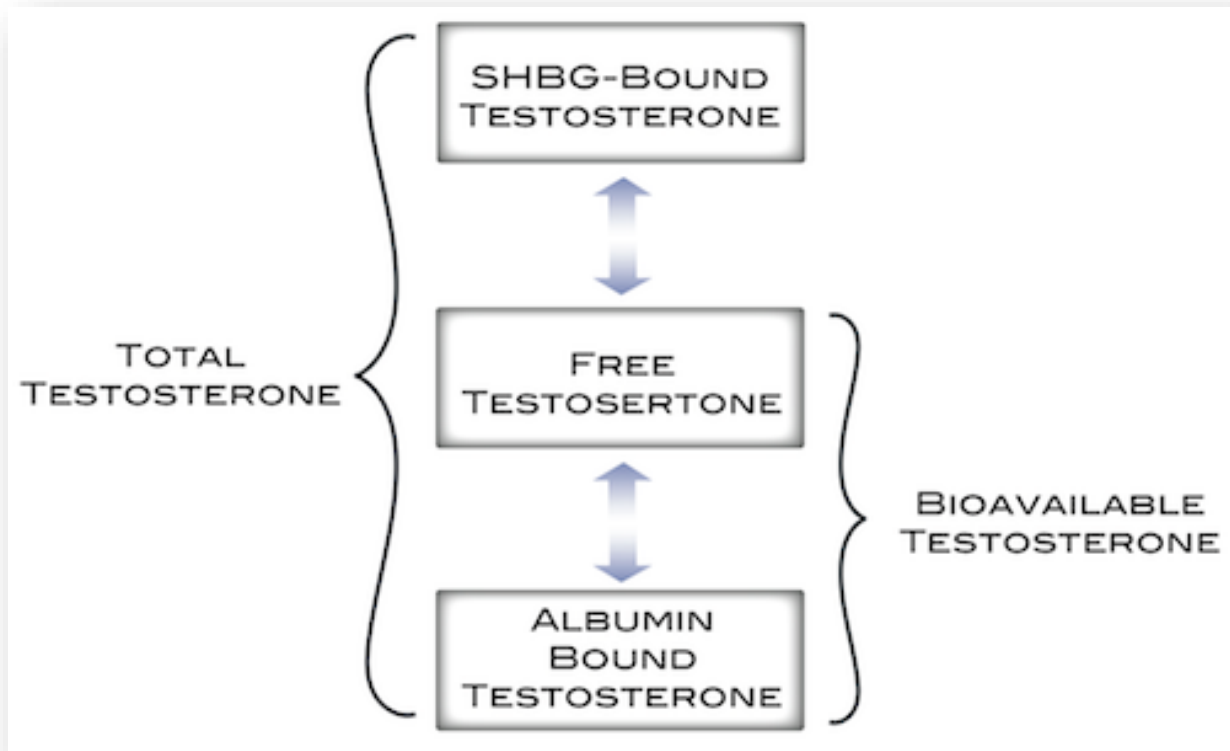 SHBG-Bound
Testosterone
Total
Testosterone
Free
Testosertone
Bioavailable
Testosterone
Albumin
Bound
Testosterone